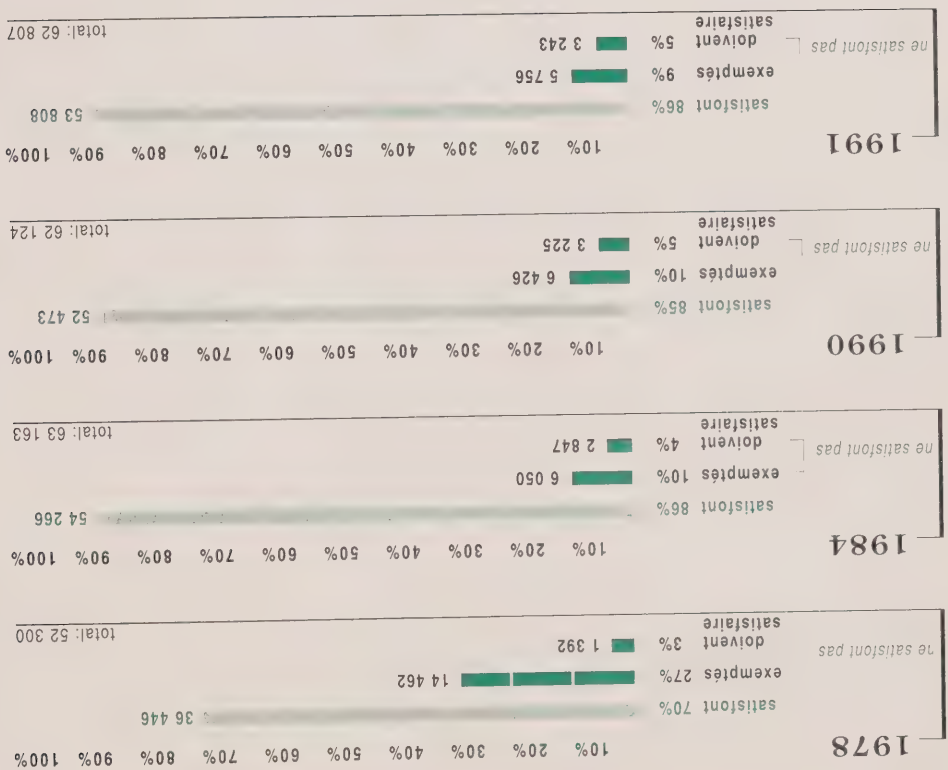 1978
10% 20% 30% 40% 50% 60% 70% 80% 90% 100%
satisfont 70% 36 446
ne satisfont pas
exemptés 27% 14 462
doivent satisfaire 3% 1 392
total: 52 300
1984
10% 20% 30% 40% 50% 60% 70% 80% 90% 100%
satisfont 86% 54 266
ne satisfont pas
exemptés 10% 6 050
doivent satisfaire 4% 2 847
total: 63 163
1990
10% 20% 30% 40% 50% 60% 70% 80% 90% 100%
satisfont 85% 52 473
ne satisfont pas
exemptés 10% 6 426
doivent satisfaire 5% 3 225
total: 62 124
1991
10% 20% 30% 40% 50% 60% 70% 80% 90% 100%
satisfont 86% 53 808
ne satisfont pas
exemptés 9% 5 756
doivent satisfaire 5% 3 243
total: 62 807